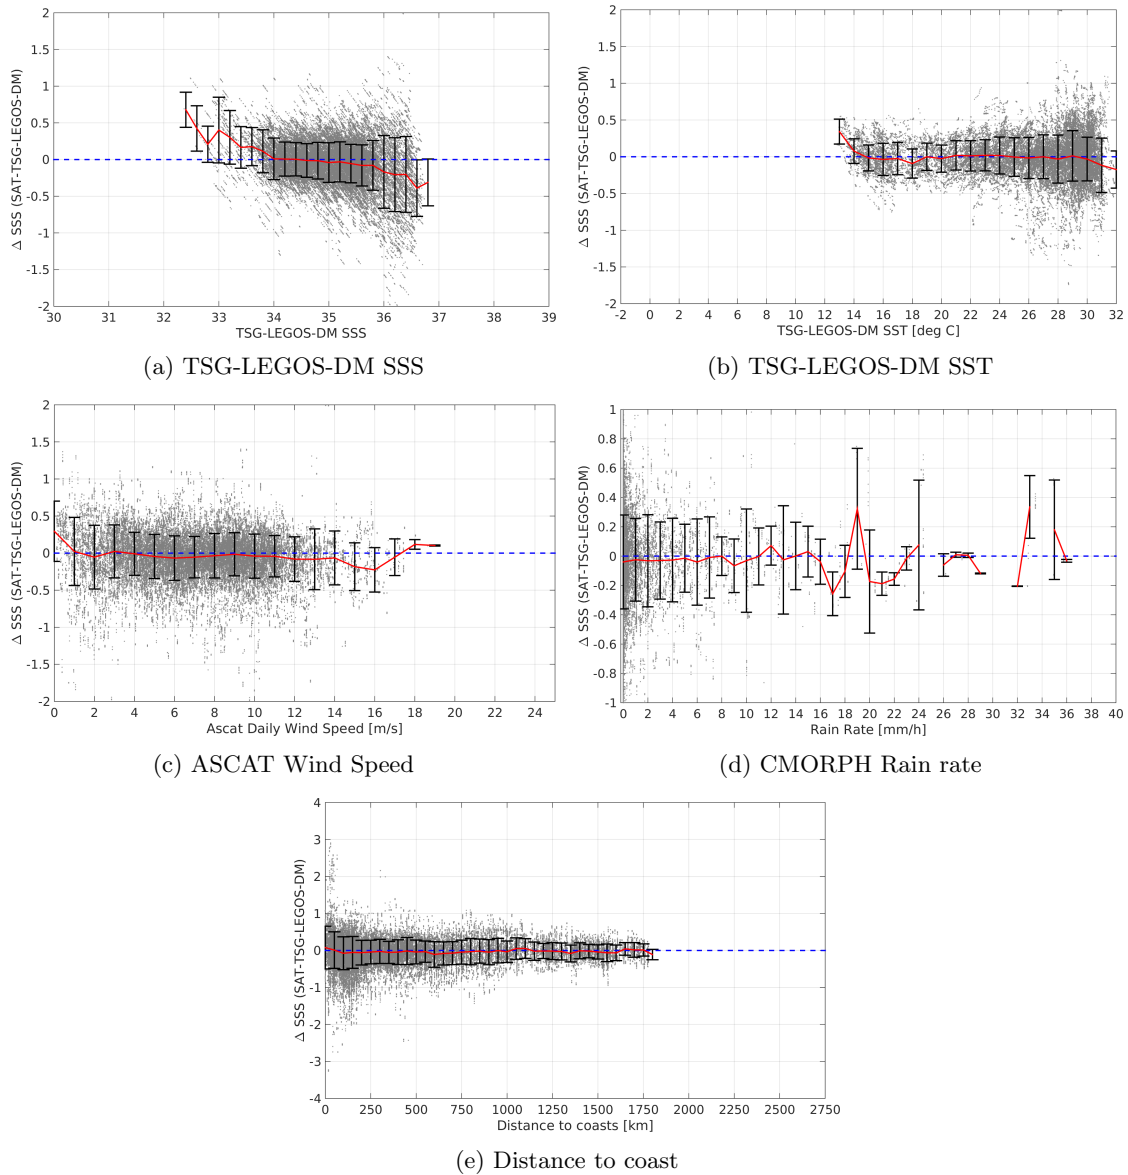 2
1.5
1
0.5
0
-0.5
-1
-1.5
-2
Δ SSS (SAT-TSG-LEGOS-DM)
30 31 32 33 34 35 36 37 38 39
TSG-LEGOS-DM SSS
(a) TSG-LEGOS-DM SSS
2
1.5
1
0.5
0
-0.5
-1
-1.5
-2
Δ SSS (SAT-TSG-LEGOS-DM)
-2 0 2 4 6 8 10 12 14 16 18 20 22 24 26 28 30 32
TSG-LEGOS-DM SST [deg C]
(b) TSG-LEGOS-DM SST
2
1.5
1
0.5
0
-0.5
-1
-1.5
-2
Δ SSS (SAT-TSG-LEGOS-DM)
0 2 4 6 8 10 12 14 16 18 20 22 24
Ascat Daily Wind Speed [m/s]
(c) ASCAT Wind Speed
1
0.8
0.6
0.4
0.2
0
-0.2
-0.4
-0.6
-0.8
-1
Δ SSS (SAT-TSG-LEGOS-DM)
0 2 4 6 8 10 12 14 16 18 20 22 24 26 28 30 32 34 36 38 40
Rain Rate [mm/h]
(d) CMORPH Rain rate
4
3
2
1
0
-1
-2
-3
-4
Δ SSS (SAT-TSG-LEGOS-DM)
0 250 500 750 1000 1250 1500 1750 2000 2250 2500 2750
Distance to coasts [km]
(e) Distance to coast